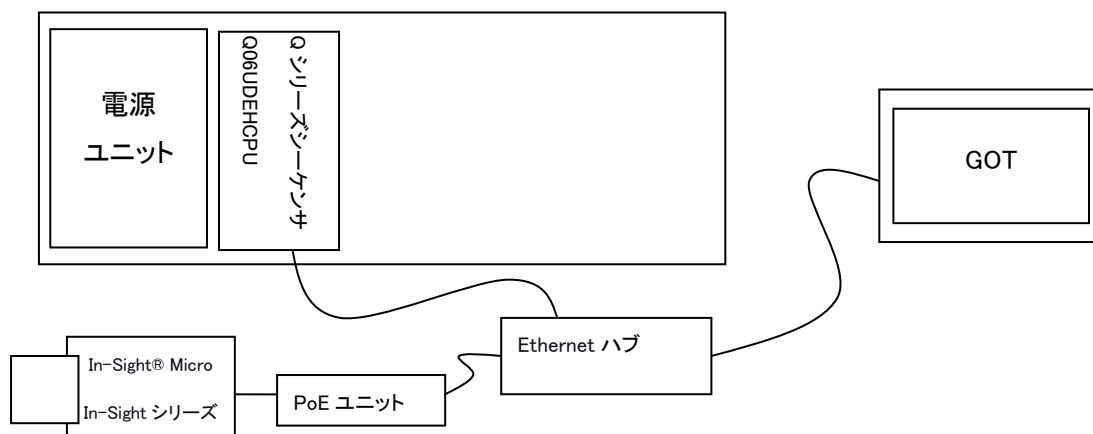 電源
ユニット
Q シリーズシーケンサ
Q06UDEHCPU
GOT
Ethernet ハブ
In-Sight® Micro
In-Sight シリーズ
PoE ユニット